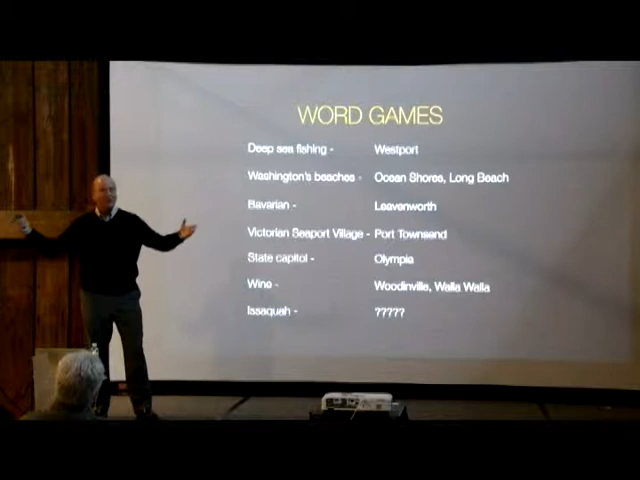 WORD GAMES
Deep sea fishing - Westport
Washington's beaches - Ocean Shores, Long Beach
Bavarian - Leavenworth
Victorian Seaport Village - Port Townsend
State capitol - Olympia
Wine - Woodinville, Walla Walla
Issaquah - ?????